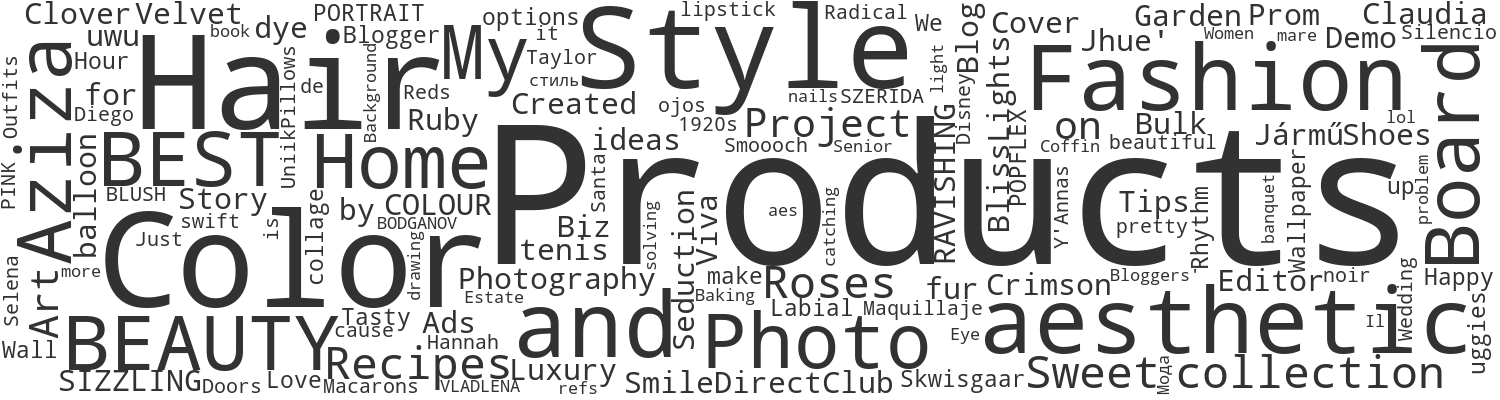 Clover
Velvet
book
dye
PORTRAIT
options
lipstick
Radical
We
Blog
Cover
Garden
Prom
Claudia
uwu
Hour
Azizza
Hair
.Blogger
My
it
Taylor
стиль
Style
light
Fashion
Jhue'
Women
mare
Demo
Silencio
Board
PINK
.Outfits
for
Diego
UniikPillows
de
Background
Reds
Ruby
Created
ojos
1920s
nails
SZERIDA
Project
Disney
BlissLights
POPFLEX
on
Bulk
Coffin
beautiful
Jármű
Shoes
lol
balloon
BEST
Home
ideas
Smoooch
Senior
RAVISHING
Products
BLUSH
Story
swift
by
COLOUR
BODGANOV
Santa
Biz
tenis
solving
Seduction
Viva
aes
catching
Y'Annas
Tips
pretty
Rhythm
banquet
Wallpaper
up
problem
Just
is
collage
Color
drawing
more
Selena
Art
Photography
Estate
make
Baking
Roses
Labial
Maquillaje
fur
Crimson
Bloggers
Editor
noir
Happy
Wall
BEAUTY
Tasty
cause
Ads
Hannah
and
Photo
Eye
aesthetic
Il
Wedding
uggies
SIZZLING
Doors
Love
Recipes
Macarons
VLADLENA
Luxury
refs
SmileDirectClub
Skwisgaar
Sweet
Мода
collection